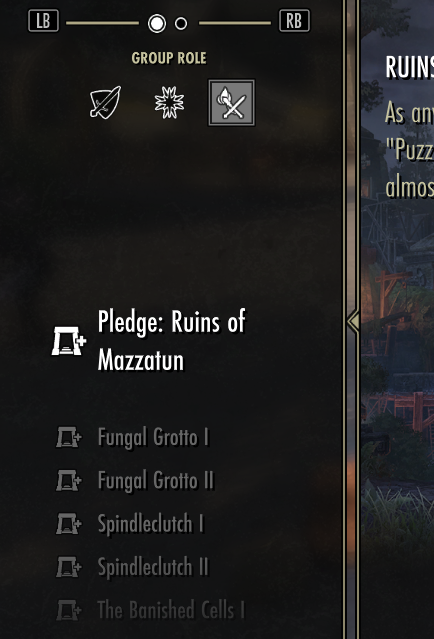 LB
RB
GROUP ROLE
Pledge: Ruins of
Mazzatun
Fungal Grotto I
Fungal Grotto II
Spindleclutch I
Spindleclutch II
The Banished Cells I
RUINS
As any
"Puzz
almos